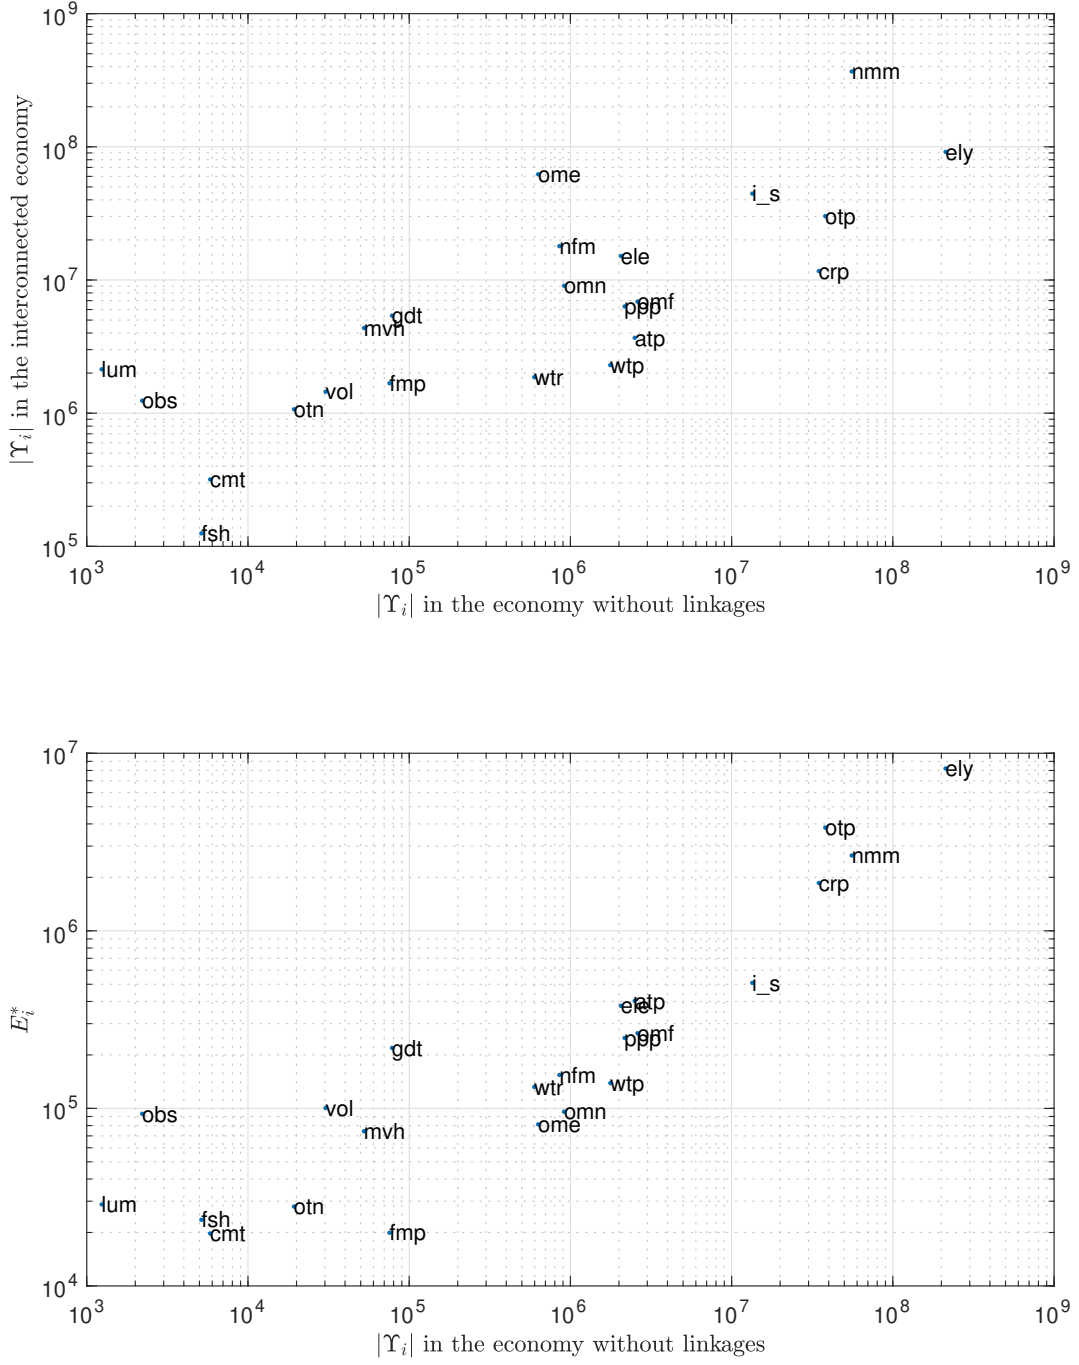 10^9
nmm
10^8
ely
ome
i_s
otp
nfm
ele
crp
10^7
omn
omf
ppp
gdt
mvh
atp
lum
wtp
wtr
fmp
vol
obs
otn
10^6
cmt
fsh
10^5
10^3 10^4 10^5 10^6 10^7 10^8 10^9
|ϒ_i| in the interconnected economy
|ϒ_i| in the economy without linkages
10^7
ely
otp
nmm
crp
10^6
i_s
atp
ele
omf
ppp
gdt
nfm
wtp
wtr
10^5
vol
omn
obs
ome
mvh
lum
otn
fsh
cmt
fmp
10^4
10^3 10^4 10^5 10^6 10^7 10^8 10^9
E_i^*
|ϒ_i| in the economy without linkages